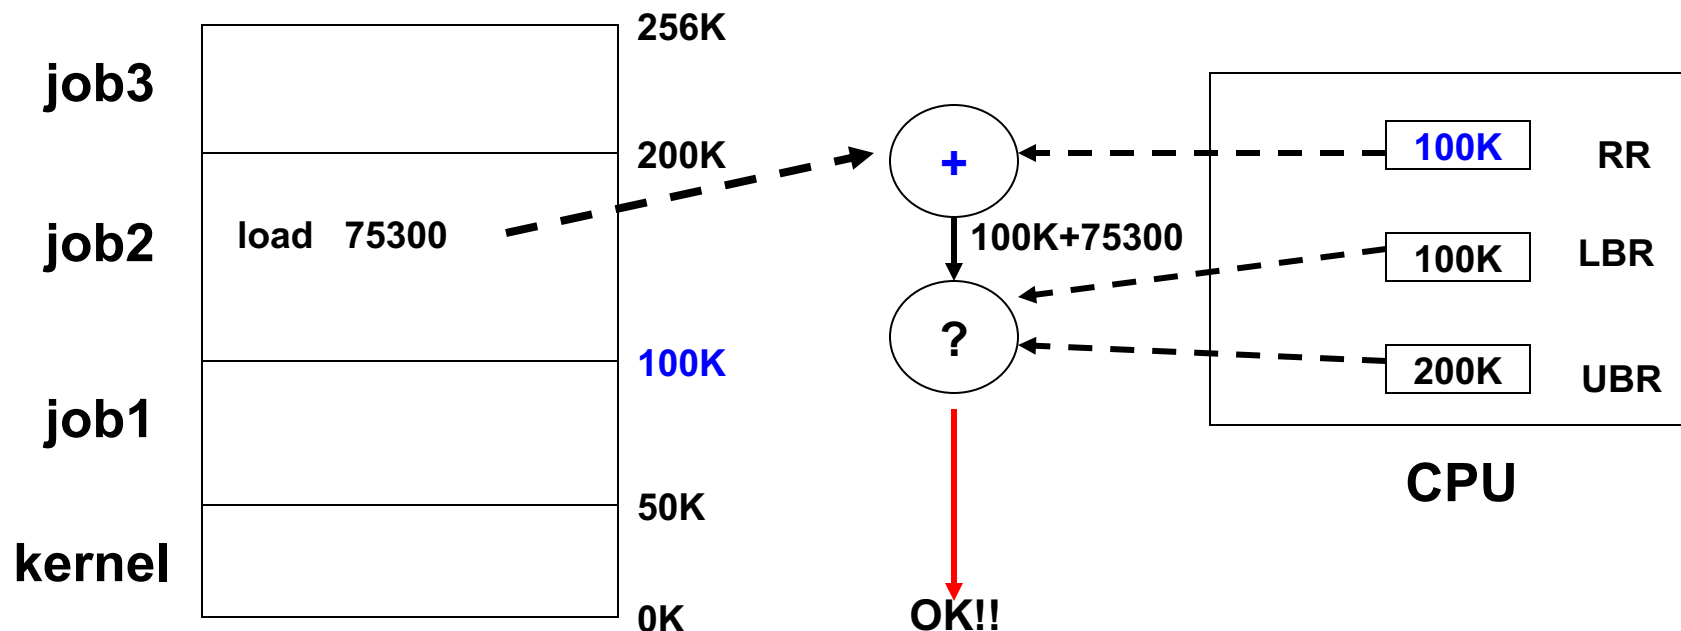 256K
job3
200K
job2
load 75300
100K
job1
50K
kernel
0K
+
100K+75300
?
OK!!
100K RR
100K LBR
200K UBR
CPU